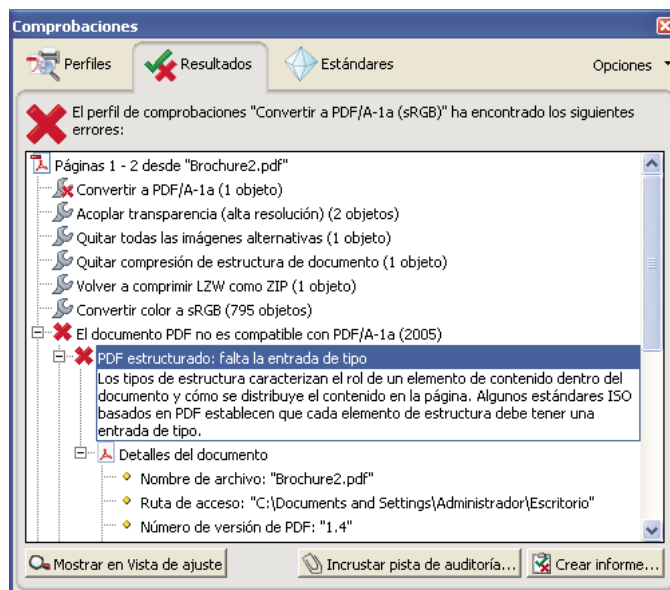 Comprobaciones
Perfiles
Resultados
Estándares
Opciones
El perfil de comprobaciones "Convertir a PDF/A-1a (sRGB)" ha encontrado los siguientes
errores:
Páginas 1 - 2 desde "Brochure2.pdf"
Convertir a PDF/A-1a (1 objeto)
Acoplar transparencia (alta resolución) (2 objetos)
Quitar todas las imágenes alternativas (1 objeto)
Quitar compresión de estructura de documento (1 objeto)
Volver a comprimir LZW como ZIP (1 objeto)
Convertir color a sRGB (795 objetos)
El documento PDF no es compatible con PDF/A-1a (2005)
PDF estructurado: falta la entrada de tipo
Los tipos de estructura caracterizan el rol de un elemento de contenido dentro del
documento y cómo se distribuye el contenido en la página. Algunos estándares ISO
basados en PDF establecen que cada elemento de estructura debe tener una
entrada de tipo.
Detalles del documento
Nombre de archivo: "Brochure2.pdf"
Ruta de acceso: "C:\Documents and Settings\Administrador\Escritorio"
Número de versión de PDF: "1.4"
Mostrar en Vista de ajuste
Incrustar pista de auditoría...
Crear informe...